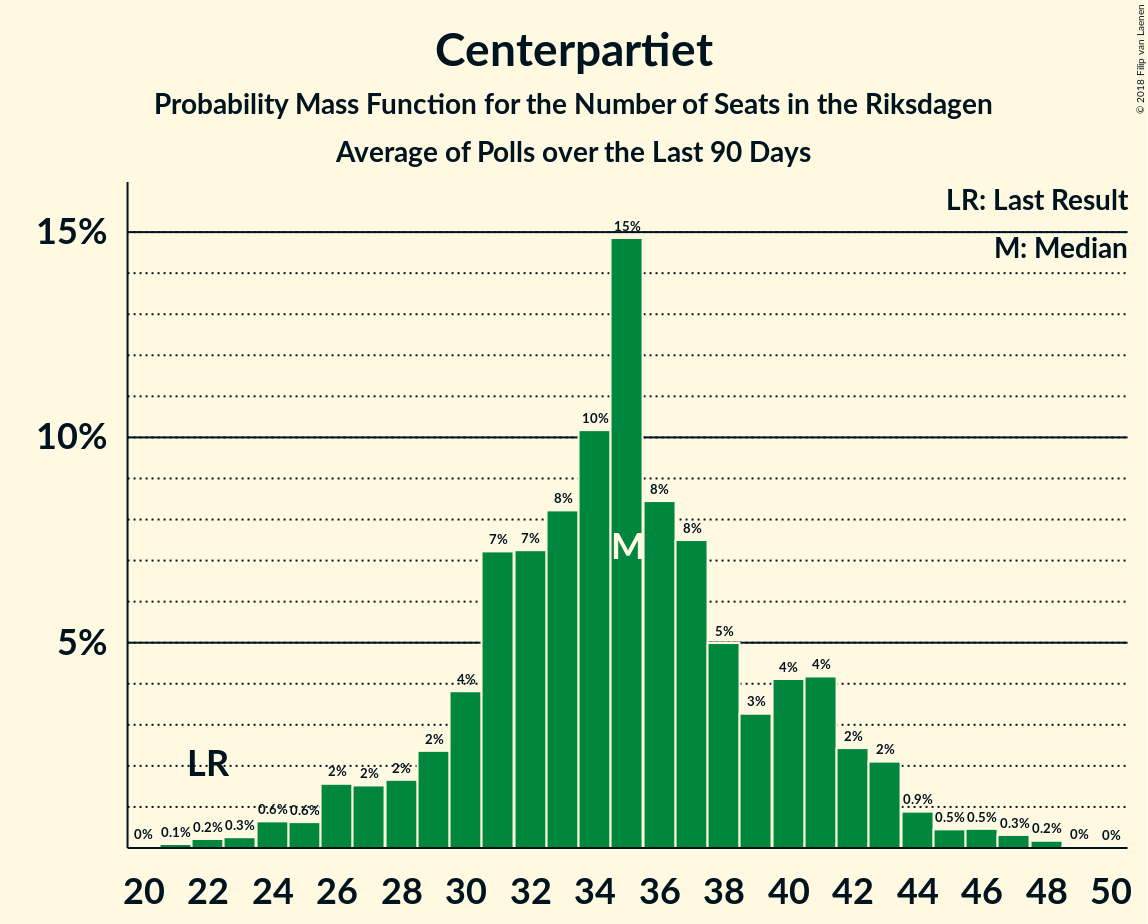 Centerpartiet
Probability Mass Function for the Number of Seats in the Riksdagen
Average of Polls over the Last 90 Days
© 2018 Filip van Laenen
LR: Last Result
M: Median
15%
10%
5%
0% 0.1% 0.2% 0.3% 0.6% 0.6% 2% 2% 2% 2% 4% 7% 7% 8% 10% 15% 8% 8% 5% 3% 4% 4% 2% 2% 0.9% 0.5% 0.5% 0.3% 0.2% 0% 0%
LR
M
20 22 24 26 28 30 32 34 36 38 40 42 44 46 48 50